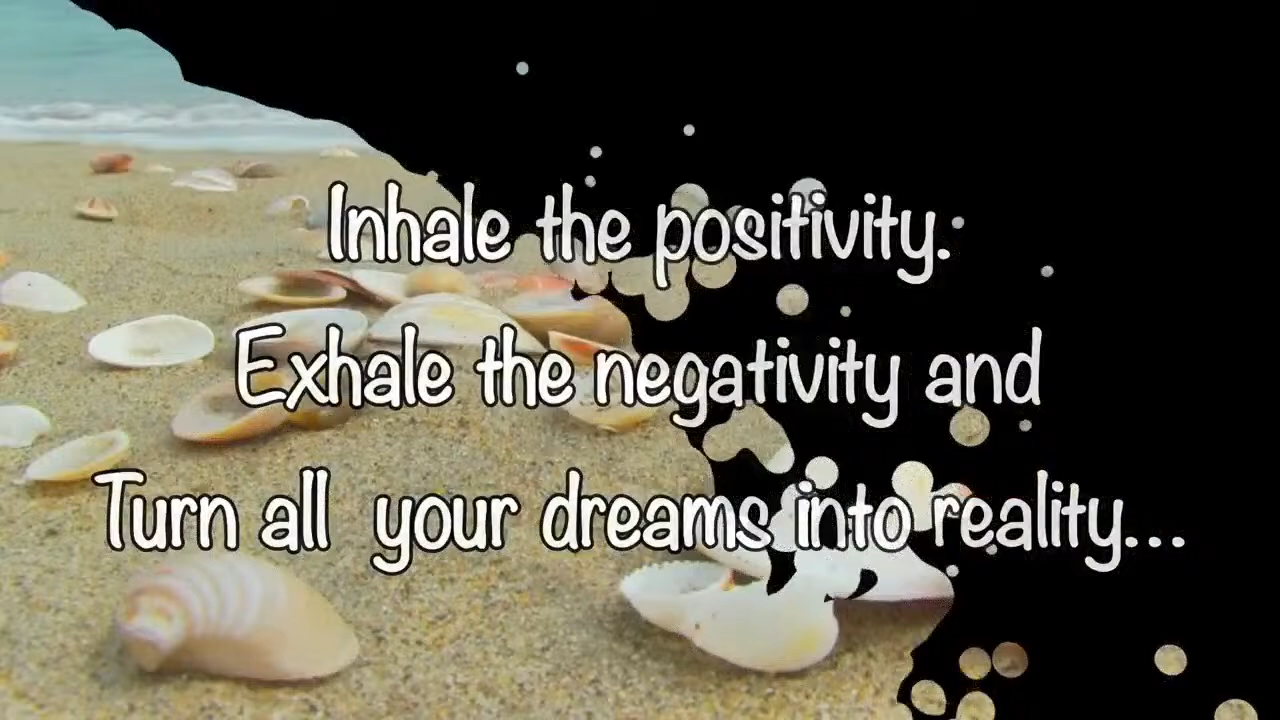 Inhale the positivity.
Exhale the negativity and
Turn all  your dreams into reality...